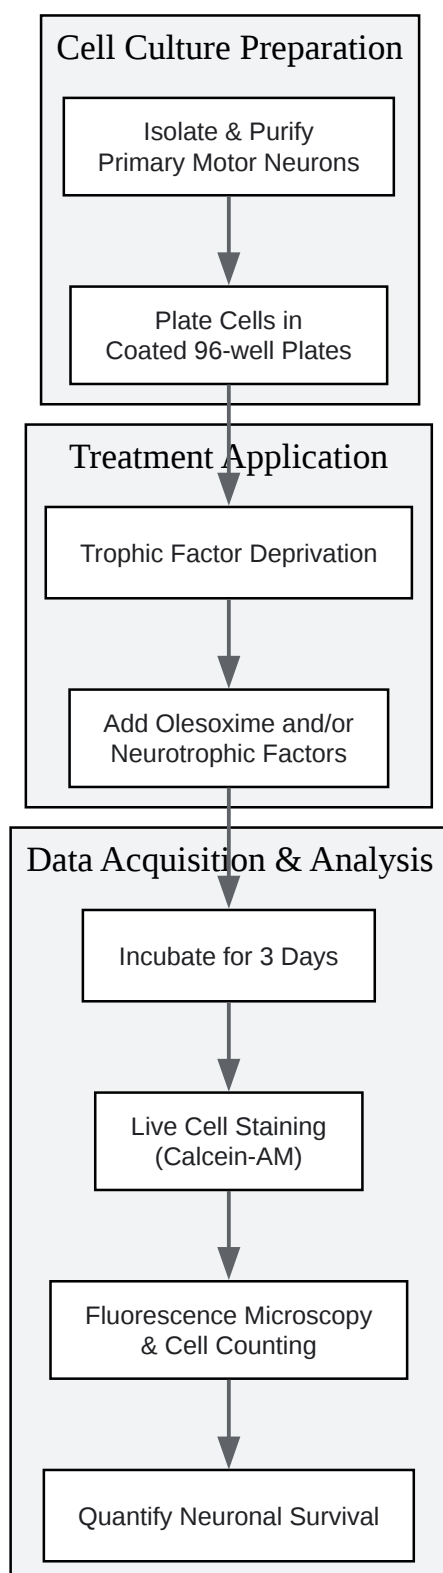 Cell Culture Preparation
Isolate & Purify
Primary Motor Neurons
Plate Cells in
Coated 96-well Plates
Treatment Application
Trophic Factor Deprivation
Add Olesoxime and/or
Neurotrophic Factors
Data Acquisition & Analysis
Incubate for 3 Days
Live Cell Staining
(Calcein-AM)
Fluorescence Microscopy
& Cell Counting
Quantify Neuronal Survival